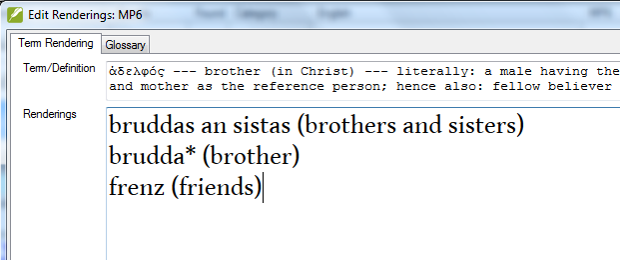 Edit Renderings: MP6
Term Rendering
Glossary
Term/Definition
ἀδελφός --- brother (in Christ) --- literally: a male having the
and mother as the reference person; hence also: fellow believer
Renderings
bruddas an sistas (brothers and sisters)
brudda* (brother)
frenz (friends)